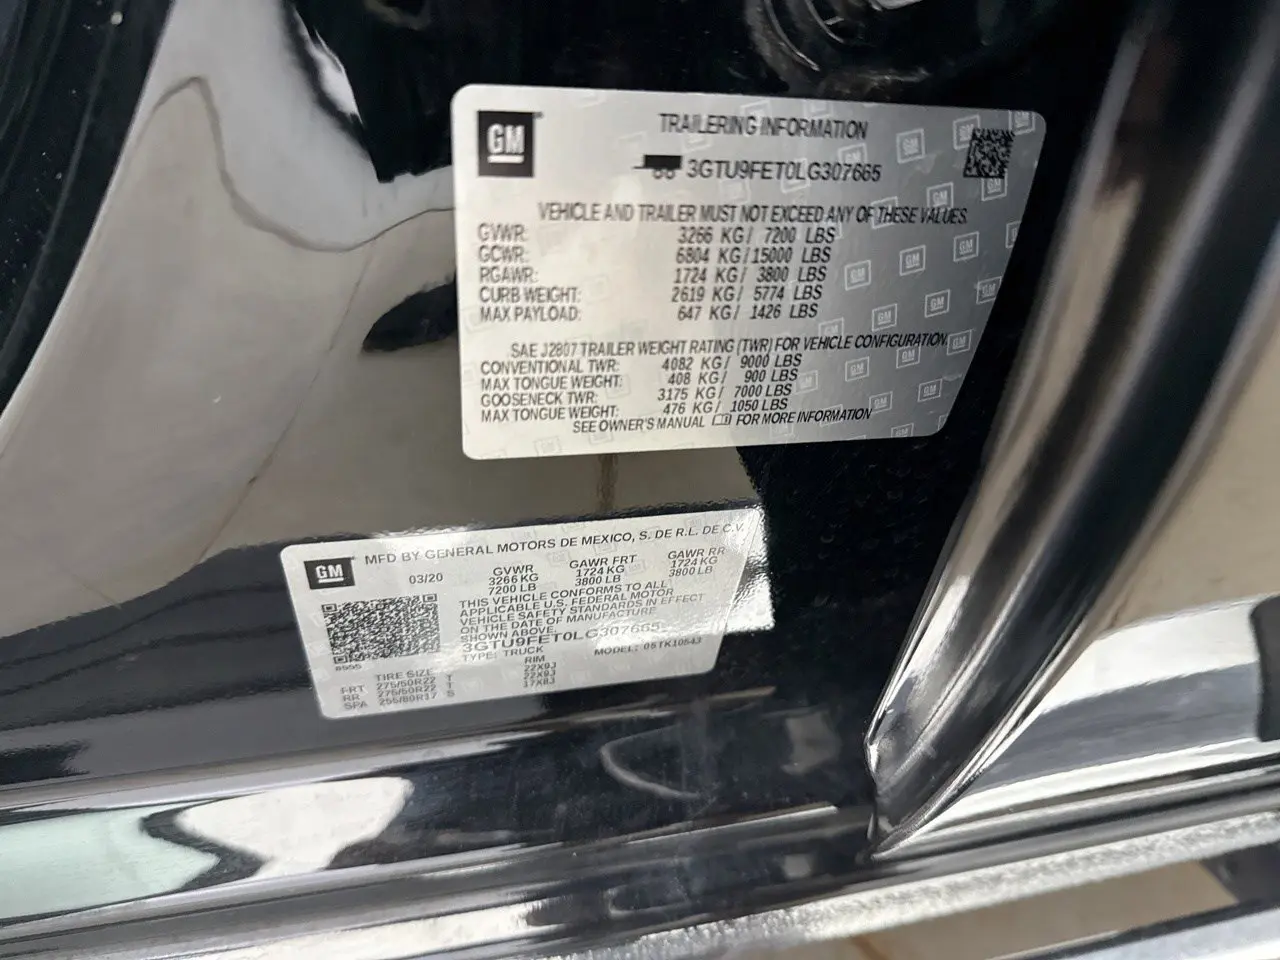 GM
TRAILERING INFORMATION
3GTU9FET0LG307665
VEHICLE AND TRAILER MUST NOT EXCEED ANY OF THESE VALUES.
GVWR: 3266 KG/ 7200 LBS
GCWR: 6804 KG/15000 LBS
RGAWR: 1724 KG/ 3800 LBS
CURB WEIGHT: 2619 KG/ 5774 LBS
MAX PAYLOAD: 647 KG/ 1426 LBS
SAE J2807 TRAILER WEIGHT RATING (TWR) FOR VEHICLE CONFIGURATION.
CONVENTIONAL TWR: 4082 KG/ 9000 LBS
MAX TONGUE WEIGHT: 408 KG/ 900 LBS
GOOSENECK TWR: 3175 KG/ 7000 LBS
MAX TONGUE WEIGHT: 476 KG/ 1050 LBS
SEE OWNER'S MANUAL FOR MORE INFORMATION
GM
MFD BY GENERAL MOTORS DE MEXICO, S. DE R.L. DE C.V.
03/20 GVWR GAWR FRT GAWR RR
3266 KG 1724 KG 1724 KG
7200 LB 3800 LB 3800 LB
THIS VEHICLE CONFORMS TO ALL
APPLICABLE U.S. FEDERAL MOTOR
VEHICLE SAFETY STANDARDS IN EFFECT
ON THE DATE OF MANUFACTURE
SHOWN ABOVE.
3GTU9FET0LG307665
TYPE: TRUCK MODEL: 05TK10543
TIRE SIZE RIM
FRT 275/50R22 T 22X9J
RR 275/50R22 T 22X9J
SPA 255/80R17 S 17X8J